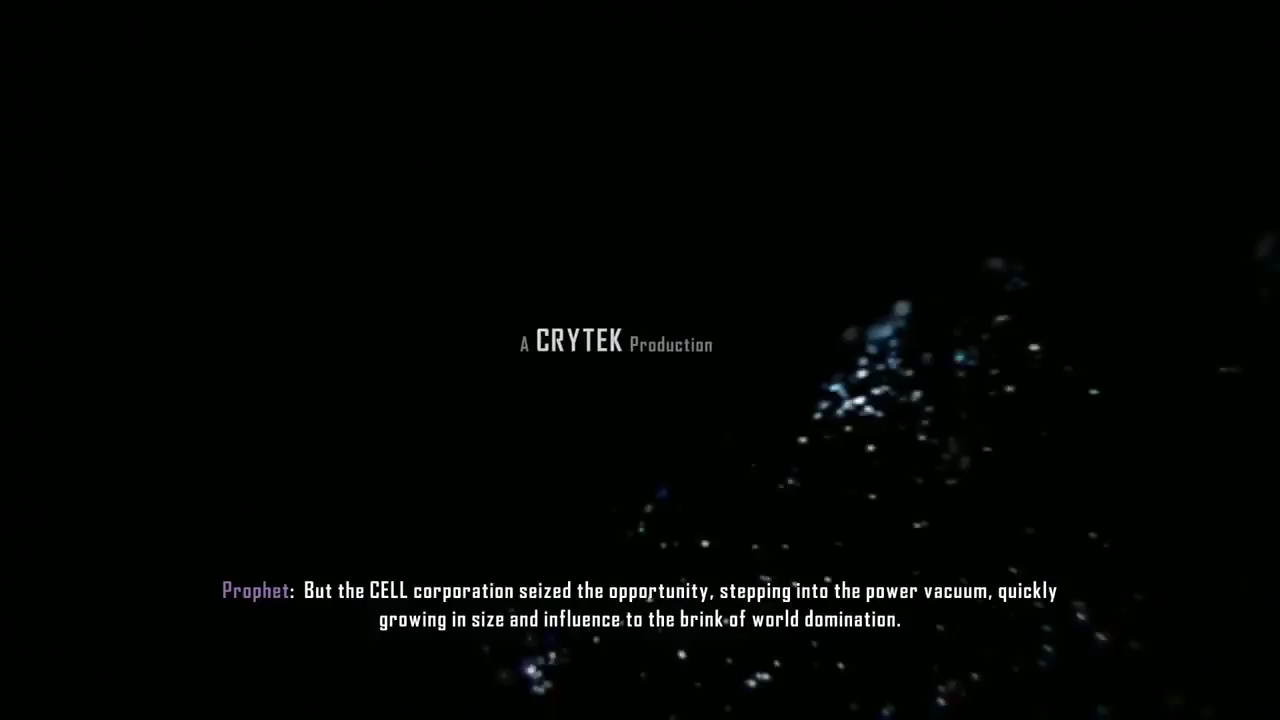 A CRYTEK Production
Prophet: But the CELL corporation seized the opportunity, stepping into the power vacuum, quickly
growing in size and influence to the brink of world domination.